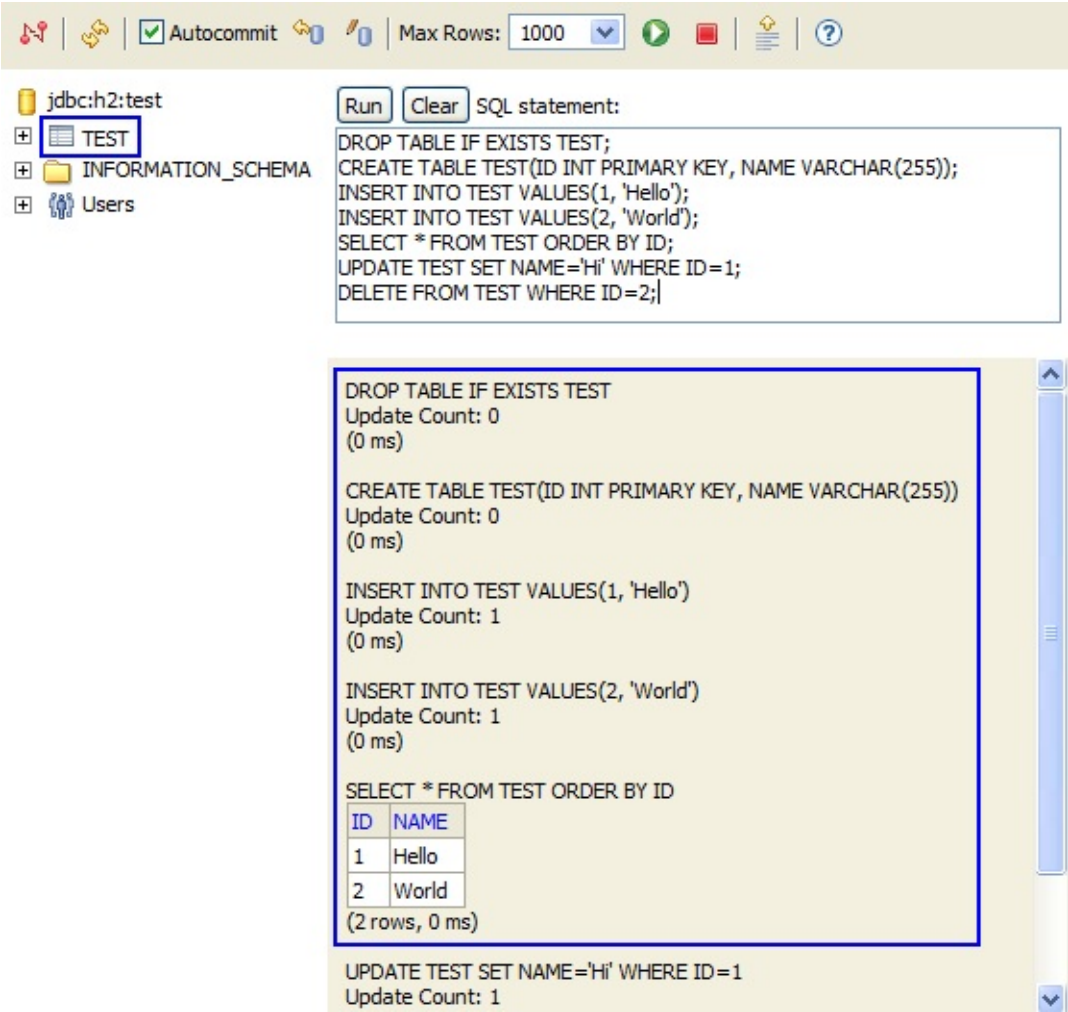 Autocommit Max Rows: 1000
jdbc:h2:test
TEST
INFORMATION_SCHEMA
Users
Run Clear SQL statement:
DROP TABLE IF EXISTS TEST;
CREATE TABLE TEST(ID INT PRIMARY KEY, NAME VARCHAR(255));
INSERT INTO TEST VALUES(1, 'Hello');
INSERT INTO TEST VALUES(2, 'World');
SELECT * FROM TEST ORDER BY ID;
UPDATE TEST SET NAME='Hi' WHERE ID=1;
DELETE FROM TEST WHERE ID=2;
DROP TABLE IF EXISTS TEST
Update Count: 0
(0 ms)
CREATE TABLE TEST(ID INT PRIMARY KEY, NAME VARCHAR(255))
Update Count: 0
(0 ms)
INSERT INTO TEST VALUES(1, 'Hello')
Update Count: 1
(0 ms)
INSERT INTO TEST VALUES(2, 'World')
Update Count: 1
(0 ms)
SELECT * FROM TEST ORDER BY ID
ID NAME
1 Hello
2 World
(2 rows, 0 ms)
UPDATE TEST SET NAME='Hi' WHERE ID=1
Update Count: 1